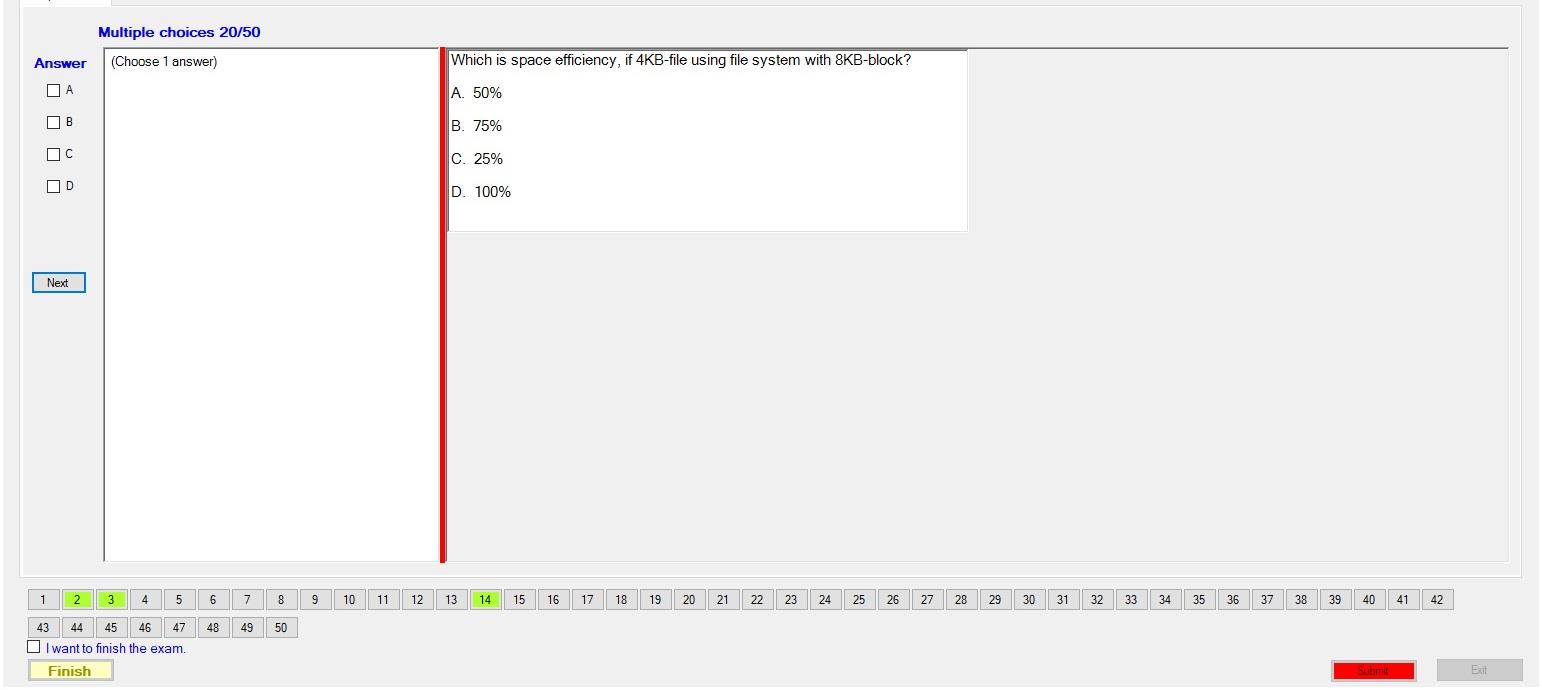 Multiple choices 20/50
Answer
(Choose 1 answer)
A
B
C
D
Next
Which is space efficiency, if 4KB-file using file system with 8KB-block?
A. 50%
B. 75%
C. 25%
D. 100%
1 2 3 4 5 6 7 8 9 10 11 12 13 14 15 16 17 18 19 20 21 22 23 24 25 26 27 28 29 30 31 32 33 34 35 36 37 38 39 40 41 42
43 44 45 46 47 48 49 50
I want to finish the exam.
Finish
Submit
Exit